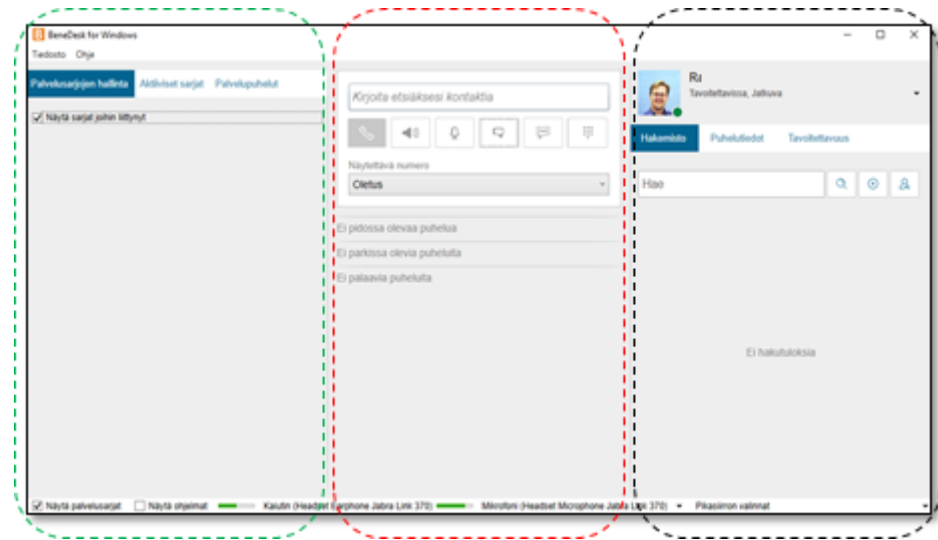 BeneDesk for Windows
Tiedosto Ohje
Palvelusarjojen hallinta Aktiiviset sarjat Palvelupuhelut
Näytä sarjat joihin liittynyt
Kirjoita etsiäksesi kontaktia
Näytettävä numero
Oletus
Ei pidossa olevaa puhelua
Ei parkissa olevia puheluita
Ei palaavia puheluita
Ri
Tavoitettavissa, Jatkuva
Hakemisto Puhelutiedot Tavoitettavuus
Hae
Ei hakutuloksia
Näytä palvelusarjat Näytä ohjelmat Kaiutin (Headset Earphone Jabra Link 370) Mikrofoni (Headset Microphone Jabra Link 370) Pikasiirron valinnat